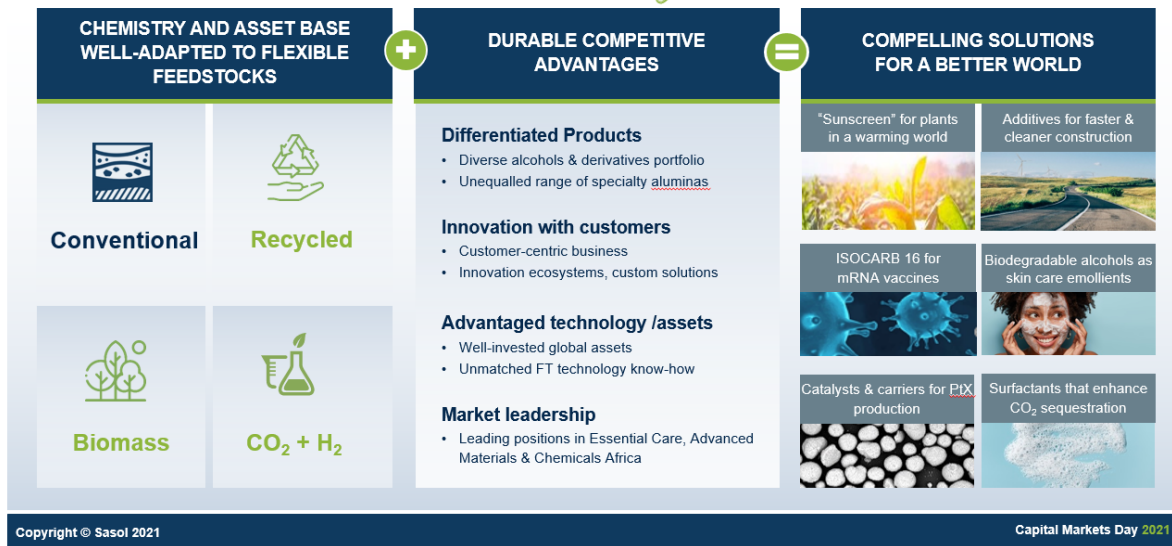 CHEMISTRY AND ASSET BASE
WELL-ADAPTED TO FLEXIBLE
FEEDSTOCKS
+
DURABLE COMPETITIVE
ADVANTAGES
=
COMPELLING SOLUTIONS
FOR A BETTER WORLD
Conventional
Recycled
Biomass
CO₂ + H₂
Differentiated Products
• Diverse alcohols & derivatives portfolio
• Unequalled range of specialty aluminas
Innovation with customers
• Customer-centric business
• Innovation ecosystems, custom solutions
Advantaged technology /assets
• Well-invested global assets
• Unmatched FT technology know-how
Market leadership
• Leading positions in Essential Care, Advanced
Materials & Chemicals Africa
"Sunscreen" for plants
in a warming world
Additives for faster &
cleaner construction
ISOCARB 16 for
mRNA vaccines
Biodegradable alcohols as
skin care emollients
Catalysts & carriers for PtX
production
Surfactants that enhance
CO₂ sequestration
Copyright © Sasol 2021
Capital Markets Day 2021